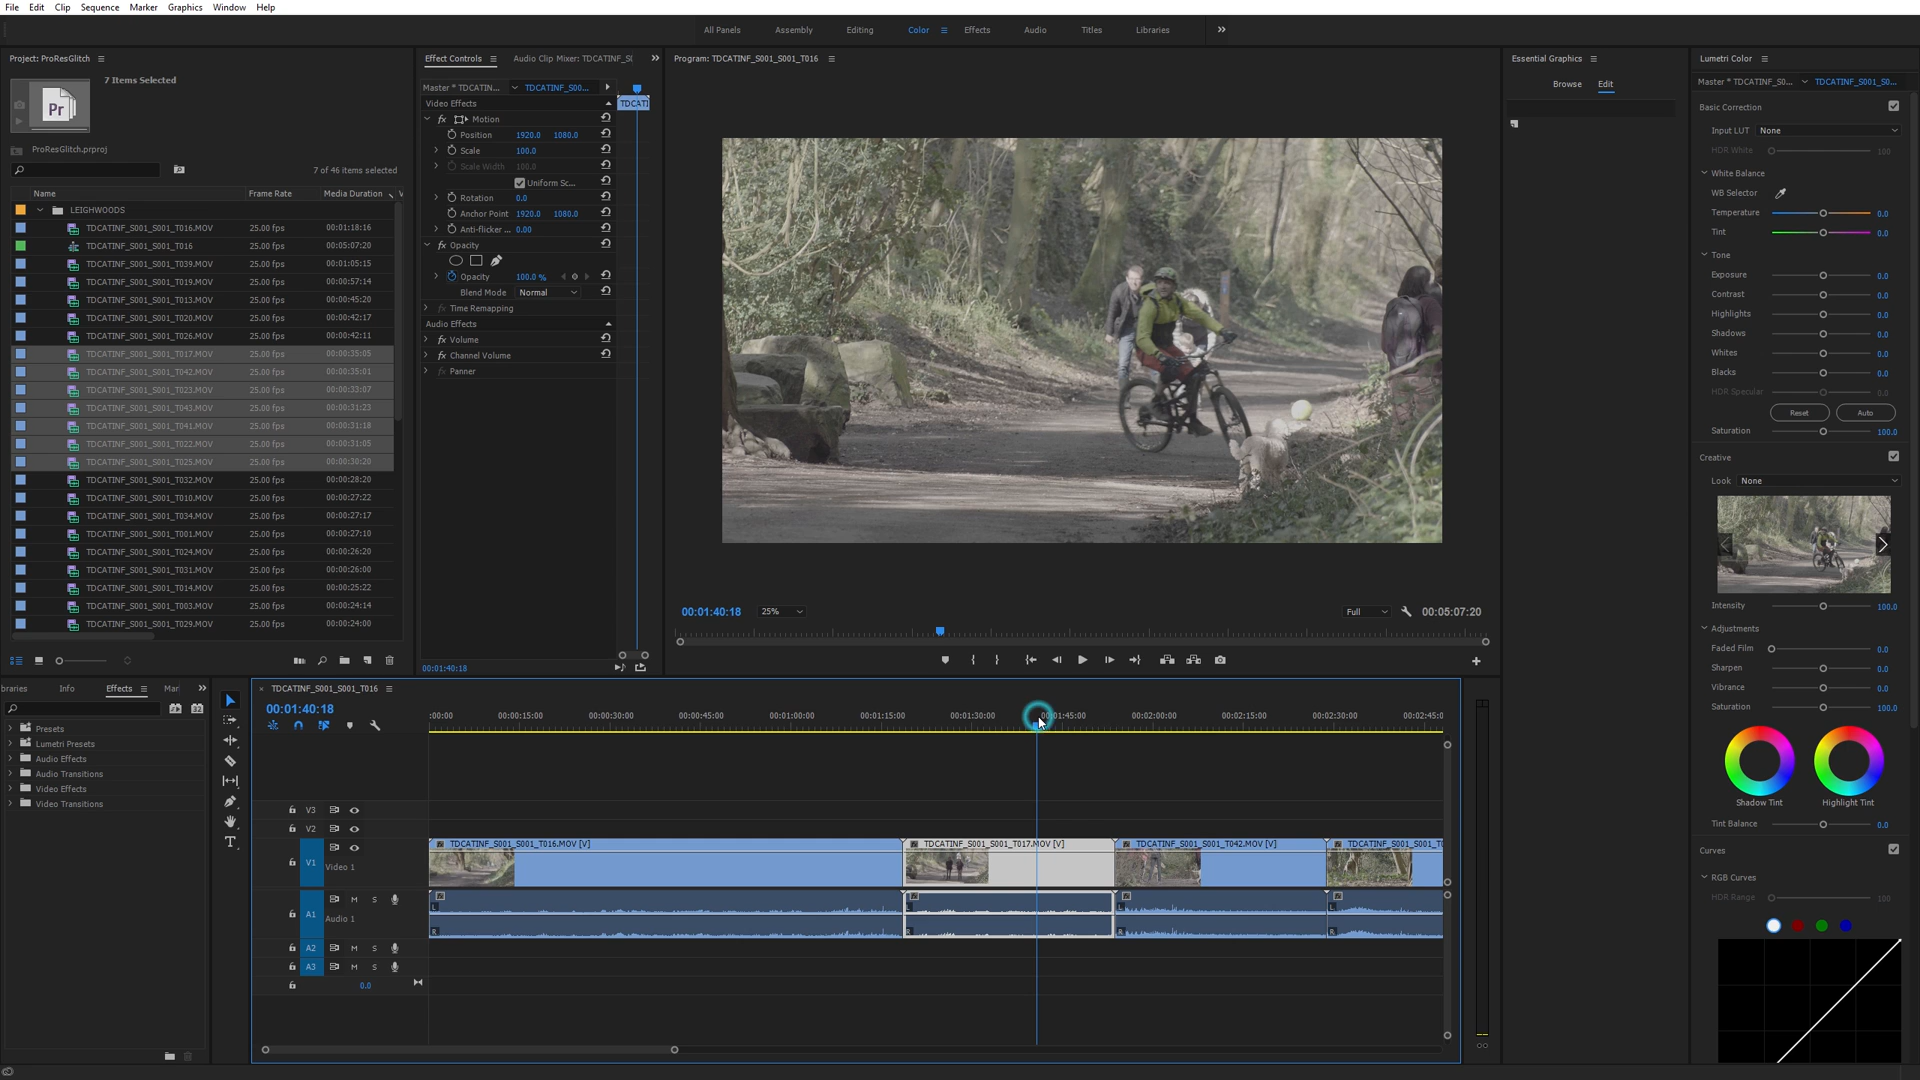 File Edit Clip Sequence Marker Graphics Window Help
All Panels Assembly Editing Color Effects Audio Titles Libraries
Project: ProResGlitch
7 Items Selected
Pr
ProResGlitch.prproj
7 of 46 items selected
Name Frame Rate Media Duration
LEIGHWOODS
TDCATINF_S001_S001_T016.MOV 25.00 fps 00:01:18:16
TDCATINF_S001_S001_T016 25.00 fps 00:05:07:20
TDCATINF_S001_S001_T039.MOV 25.00 fps 00:01:05:15
TDCATINF_S001_S001_T019.MOV 25.00 fps 00:00:57:14
TDCATINF_S001_S001_T013.MOV 25.00 fps 00:00:45:20
TDCATINF_S001_S001_T020.MOV 25.00 fps 00:00:42:17
TDCATINF_S001_S001_T026.MOV 25.00 fps 00:00:42:11
TDCATINF_S001_S001_T017.MOV 25.00 fps 00:00:35:05
TDCATINF_S001_S001_T042.MOV 25.00 fps 00:00:35:01
TDCATINF_S001_S001_T023.MOV 25.00 fps 00:00:33:07
TDCATINF_S001_S001_T043.MOV 25.00 fps 00:00:31:23
TDCATINF_S001_S001_T041.MOV 25.00 fps 00:00:31:18
TDCATINF_S001_S001_T022.MOV 25.00 fps 00:00:31:05
TDCATINF_S001_S001_T025.MOV 25.00 fps 00:00:30:20
TDCATINF_S001_S001_T032.MOV 25.00 fps 00:00:28:20
TDCATINF_S001_S001_T010.MOV 25.00 fps 00:00:27:22
TDCATINF_S001_S001_T034.MOV 25.00 fps 00:00:27:17
TDCATINF_S001_S001_T001.MOV 25.00 fps 00:00:27:10
TDCATINF_S001_S001_T024.MOV 25.00 fps 00:00:26:20
TDCATINF_S001_S001_T031.MOV 25.00 fps 00:00:26:00
TDCATINF_S001_S001_T014.MOV 25.00 fps 00:00:25:22
TDCATINF_S001_S001_T003.MOV 25.00 fps 00:00:24:14
TDCATINF_S001_S001_T029.MOV 25.00 fps 00:00:24:00
Effect Controls Audio Clip Mixer: TDCATINF_S(
Master * TDCATIN... TDCATINF_S00... TDCATI
Video Effects
fx Motion
Position 1920.0 1080.0
Scale 100.0
Scale Width 100.0
Uniform Sc...
Rotation 0.0
Anchor Point 1920.0 1080.0
Anti-flicker ... 0.00
fx Opacity
Opacity 100.0 %
Blend Mode Normal
fx Time Remapping
Audio Effects
fx Volume
fx Channel Volume
fx Panner
00:01:40:18
Program: TDCATINF_S001_S001_T016
00:01:40:18 25% Full 00:05:07:20
Essential Graphics
Browse Edit
Lumetri Color
Master * TDCATINF_S0... TDCATINF_S001_S0...
Basic Correction
Input LUT None
HDR White 100
White Balance
WB Selector
Temperature 0.0
Tint 0.0
Tone
Exposure 0.0
Contrast 0.0
Highlights 0.0
Shadows 0.0
Whites 0.0
Blacks 0.0
HDR Specular 0.0
Reset Auto
Saturation 100.0
Creative
Look None
Intensity 100.0
Adjustments
Faded Film 0.0
Sharpen 0.0
Vibrance 0.0
Saturation 100.0
Shadow Tint Highlight Tint
Tint Balance 0.0
Curves
RGB Curves
HDR Range 100
braries Info Effects Mar
Presets
Lumetri Presets
Audio Effects
Audio Transitions
Video Effects
Video Transitions
TDCATINF_S001_S001_T016
00:01:40:18
:00:00 00:00:15:00 00:00:30:00 00:00:45:00 00:01:00:00 00:01:15:00 00:01:30:00 00:01:45:00 00:02:00:00 00:02:15:00 00:02:30:00 00:02:45:0
V3
V2
TDCATINF_S001_S001_T016.MOV [V] TDCATINF_S001_S001_T017.MOV [V] TDCATINF_S001_S001_T042.MOV [V] TDCATINF_S001_S001_T0
V1 Video 1
A1 M S
Audio 1
A2 M S
A3 M S
0.0